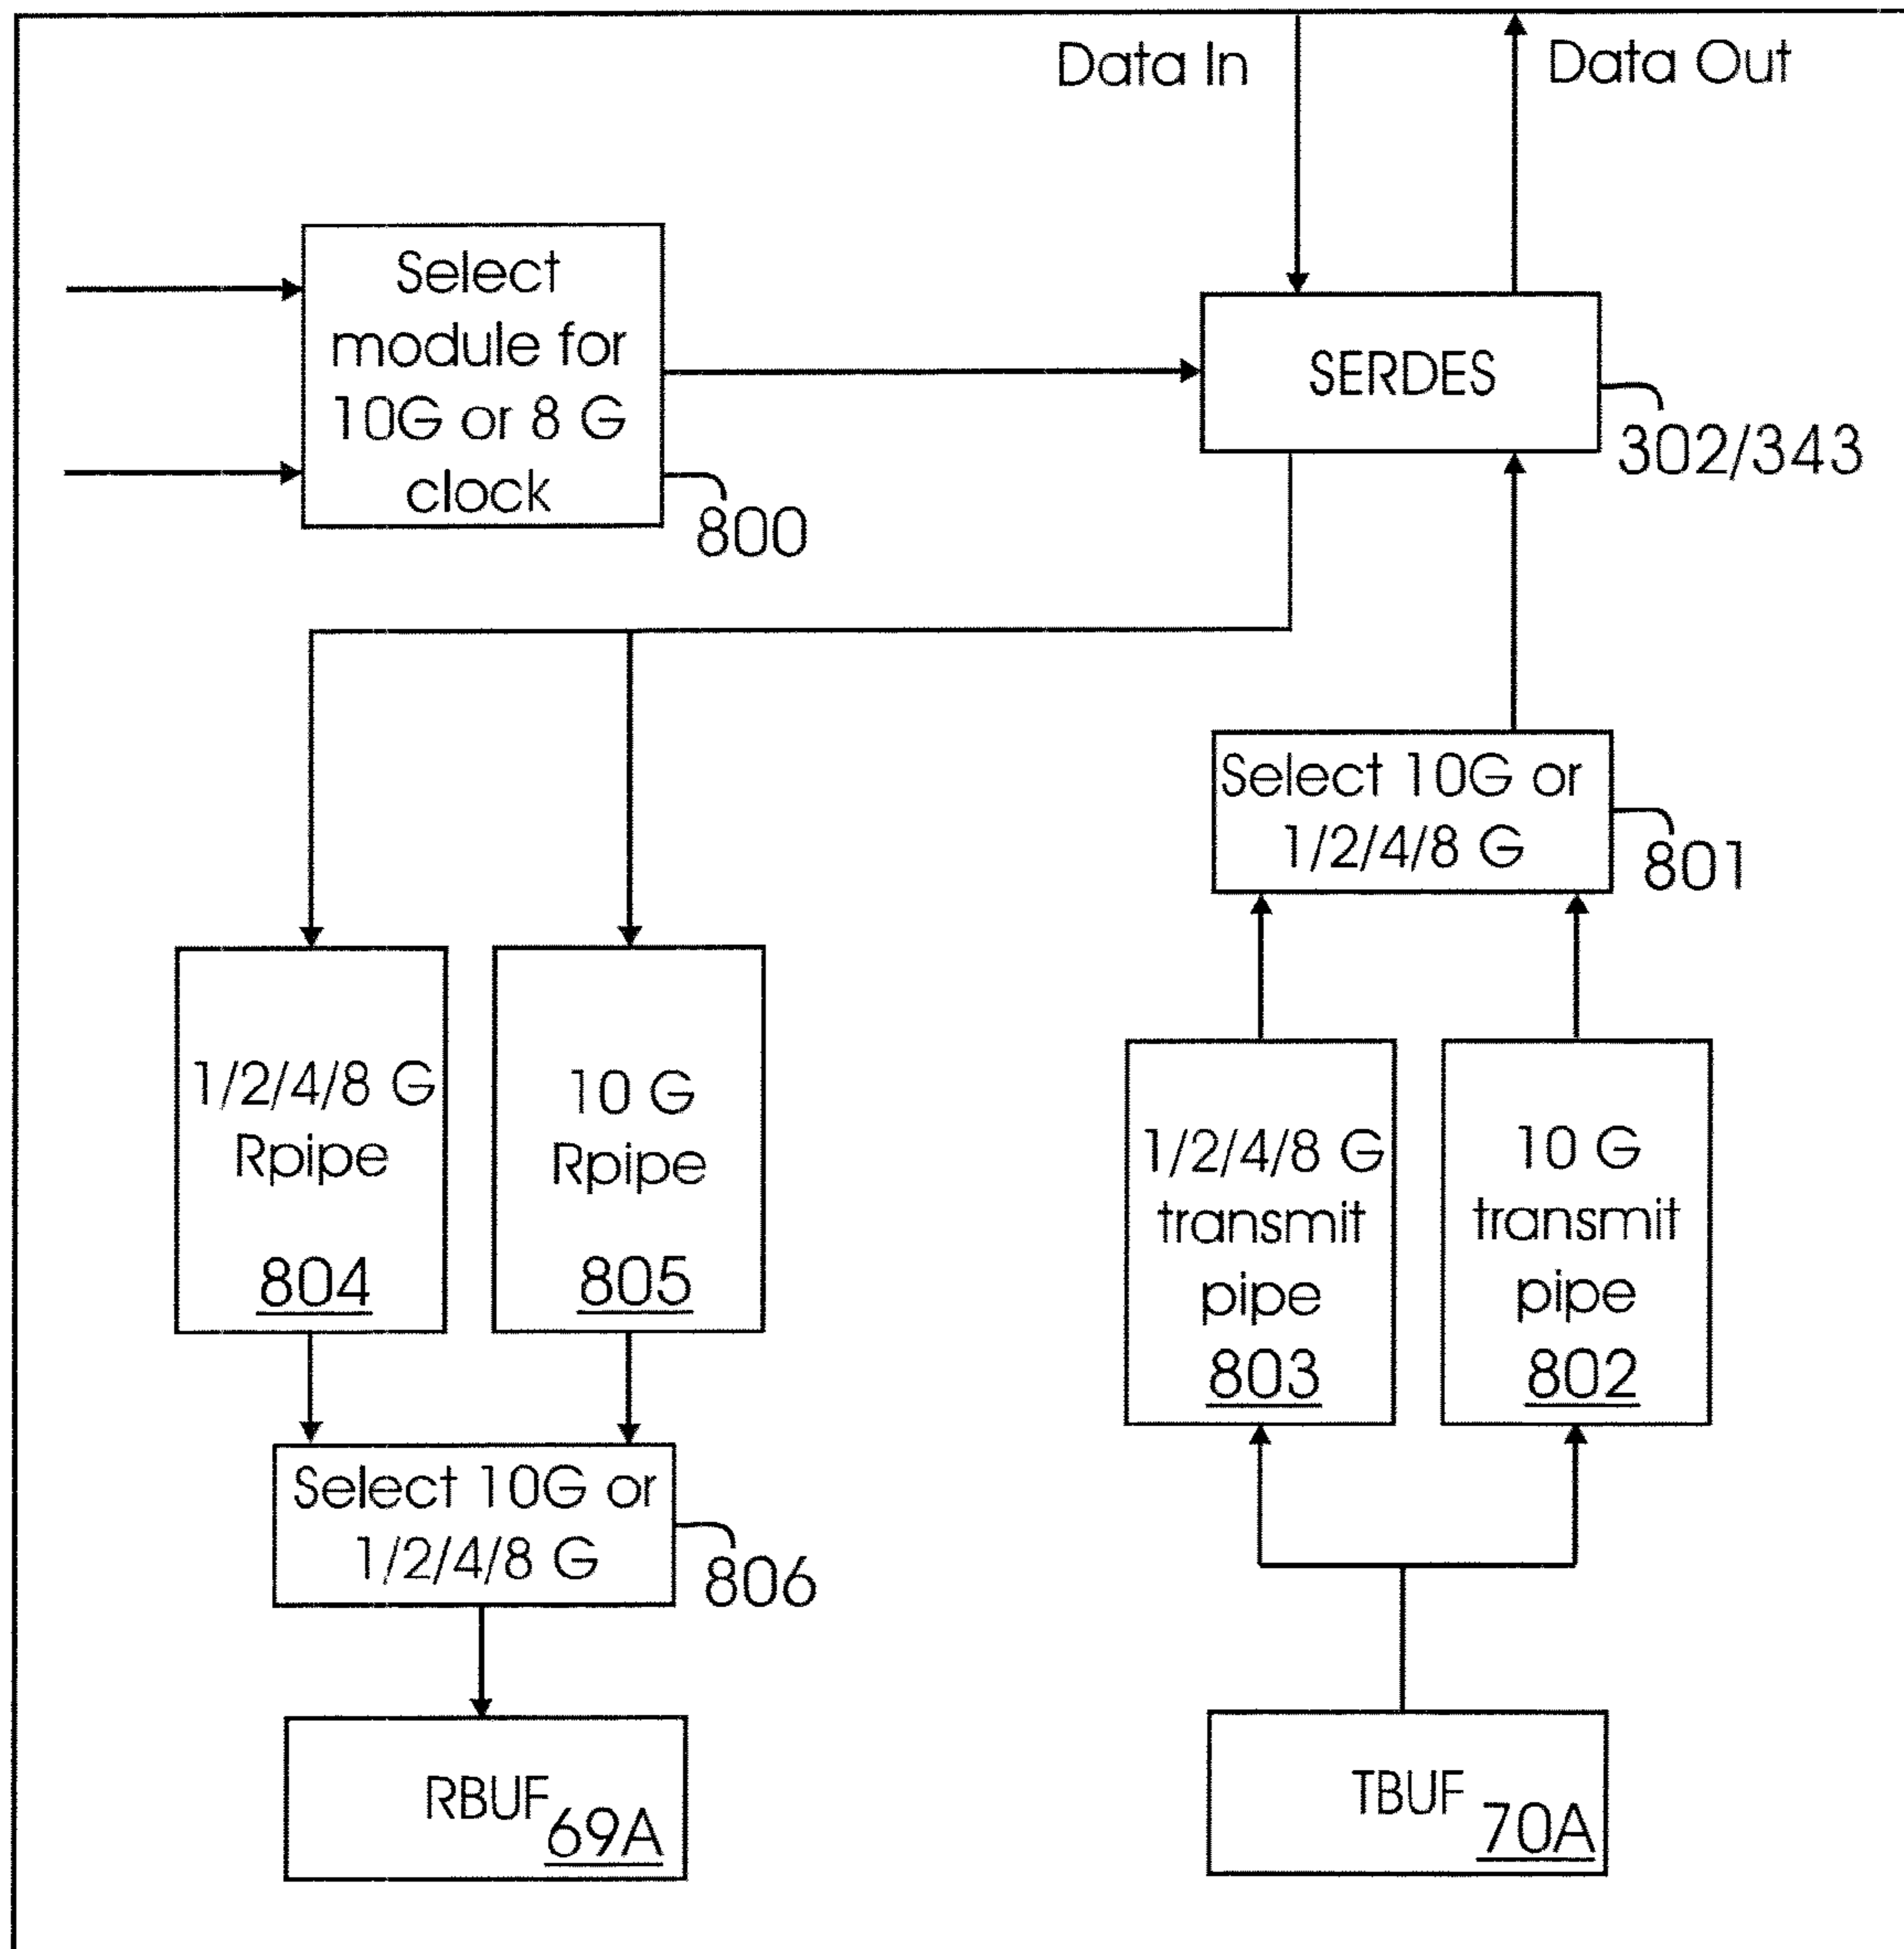 Data In
Data Out
Select
module for
10G or 8 G
clock
800
SERDES
302/343
Select 10G or
1/2/4/8 G
801
1/2/4/8 G
Rpipe
804
10 G
Rpipe
805
1/2/4/8 G
transmit
pipe
803
10 G
transmit
pipe
802
Select 10G or
1/2/4/8 G
806
RBUF
69A
TBUF
70A